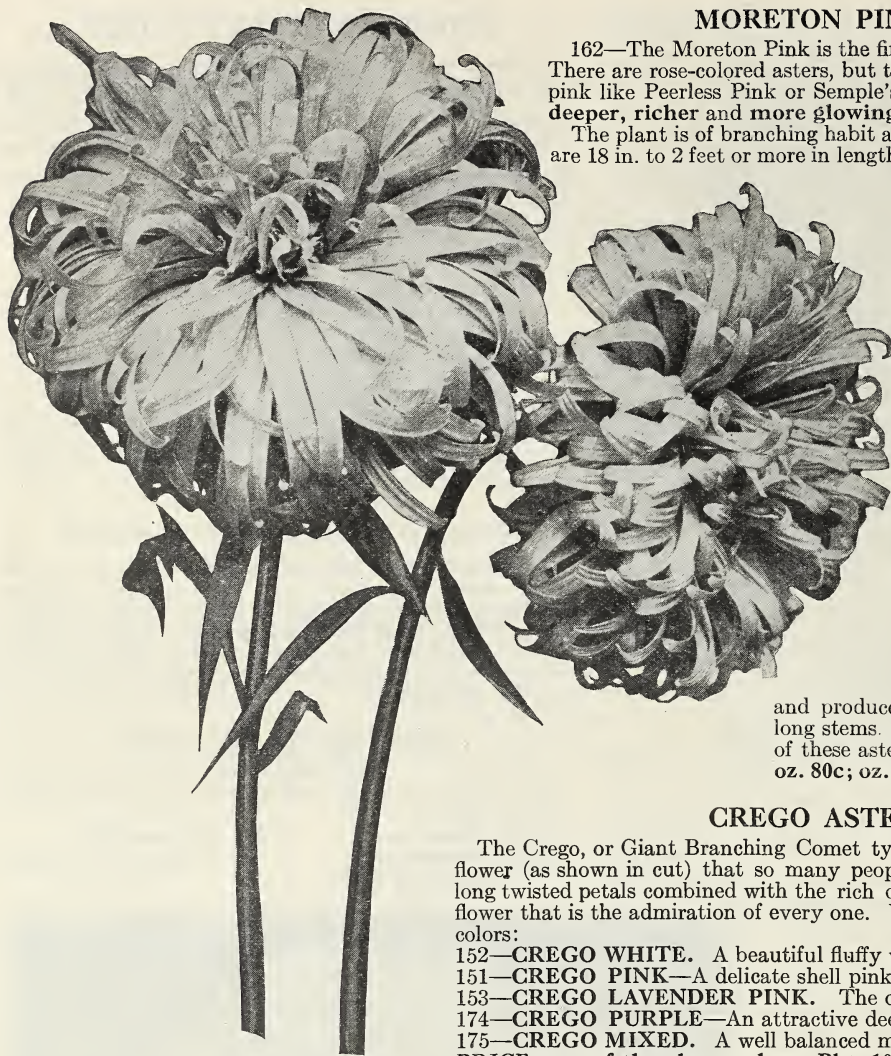 MORETON PIN
162—The Moreton Pink is the fi
There are rose-colored asters, but t
pink like Peerless Pink or Semple's
deeper, richer and more glowing
The plant is of branching habit a
are 18 in. to 2 feet or more in length
and produce
long stems.
of these aste
oz. 80c; oz.
CREGO ASTE
The Crego, or Giant Branching Comet ty
flower (as shown in cut) that so many peop
long twisted petals combined with the rich
flower that is the admiration of every one.
colors:
152—CREGO WHITE. A beautiful fluffy
151—CREGO PINK—A delicate shell pink
153—CREGO LAVENDER PINK. The
174—CREGO PURPLE—An attractive dee
175—CREGO MIXED. A well balanced